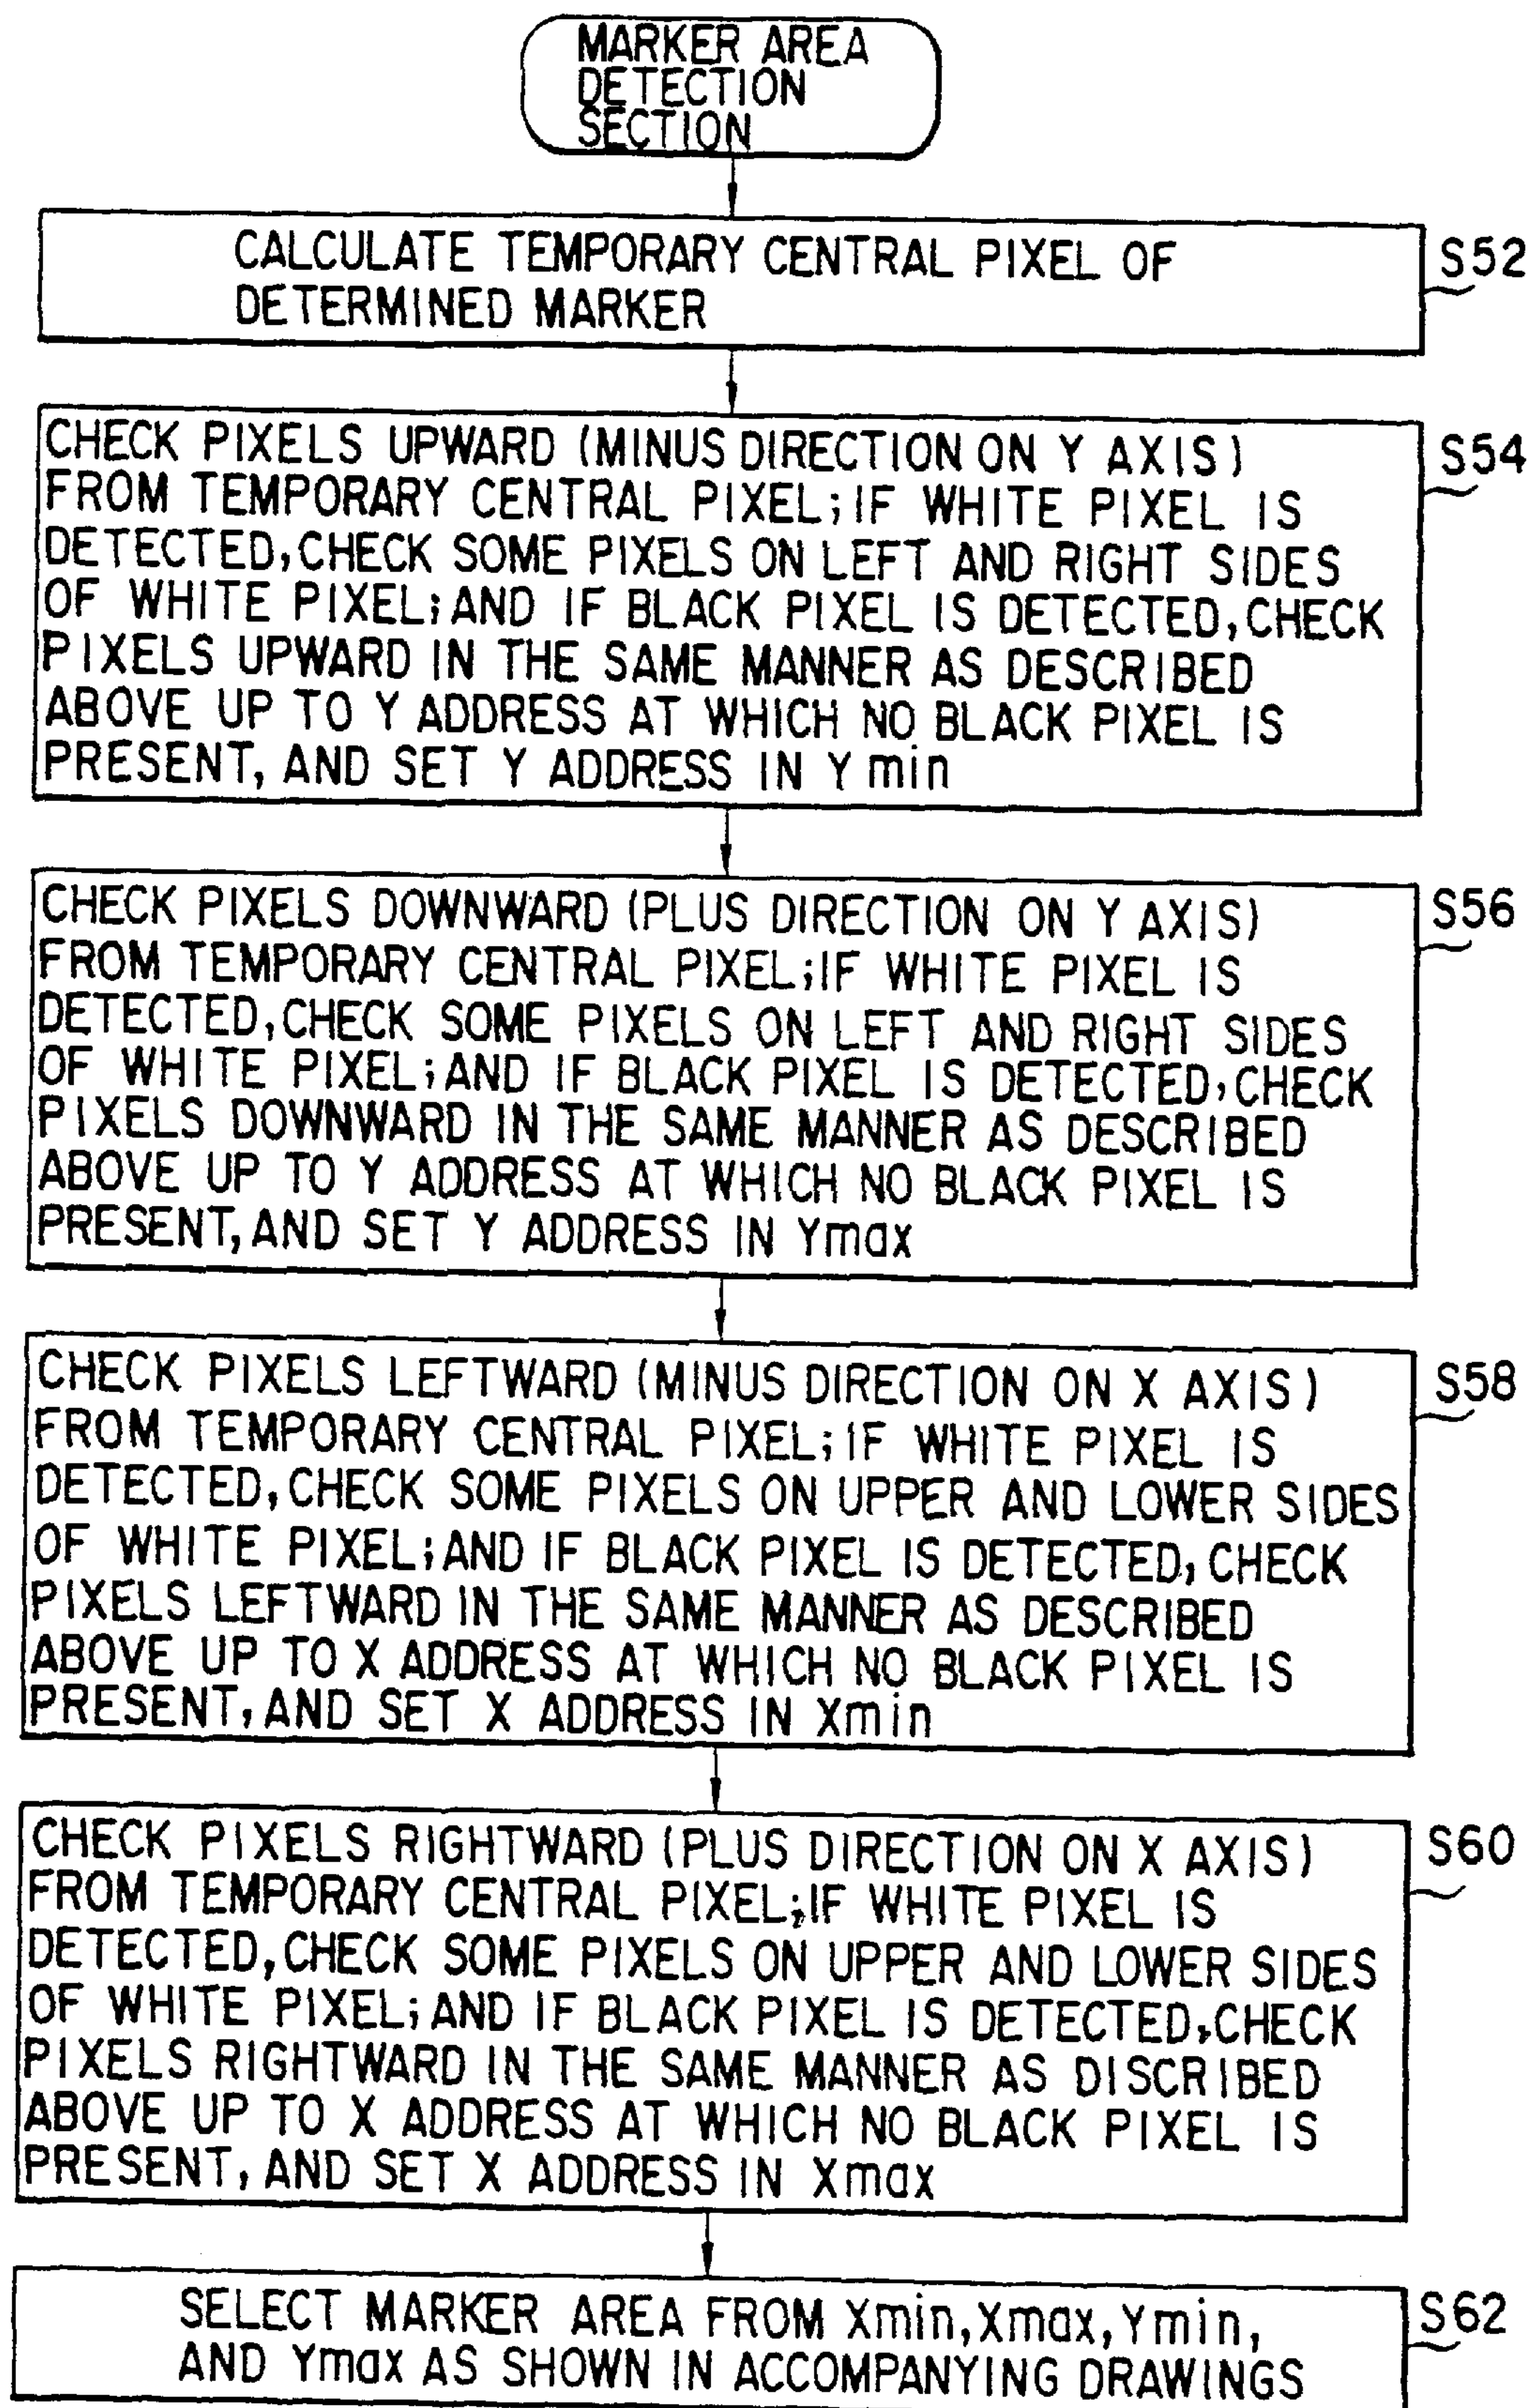 MARKER AREA
DETECTION
SECTION
CALCULATE TEMPORARY CENTRAL PIXEL OF
DETERMINED MARKER
S52
CHECK PIXELS UPWARD (MINUS DIRECTION ON Y AXIS)
FROM TEMPORARY CENTRAL PIXEL; IF WHITE PIXEL IS
DETECTED, CHECK SOME PIXELS ON LEFT AND RIGHT SIDES
OF WHITE PIXEL; AND IF BLACK PIXEL IS DETECTED, CHECK
PIXELS UPWARD IN THE SAME MANNER AS DESCRIBED
ABOVE UP TO Y ADDRESS AT WHICH NO BLACK PIXEL IS
PRESENT, AND SET Y ADDRESS IN Y min
S54
CHECK PIXELS DOWNWARD (PLUS DIRECTION ON Y AXIS)
FROM TEMPORARY CENTRAL PIXEL; IF WHITE PIXEL IS
DETECTED, CHECK SOME PIXELS ON LEFT AND RIGHT SIDES
OF WHITE PIXEL; AND IF BLACK PIXEL IS DETECTED, CHECK
PIXELS DOWNWARD IN THE SAME MANNER AS DESCRIBED
ABOVE UP TO Y ADDRESS AT WHICH NO BLACK PIXEL IS
PRESENT, AND SET Y ADDRESS IN Ymax
S56
CHECK PIXELS LEFTWARD (MINUS DIRECTION ON X AXIS)
FROM TEMPORARY CENTRAL PIXEL; IF WHITE PIXEL IS
DETECTED, CHECK SOME PIXELS ON UPPER AND LOWER SIDES
OF WHITE PIXEL; AND IF BLACK PIXEL IS DETECTED, CHECK
PIXELS LEFTWARD IN THE SAME MANNER AS DESCRIBED
ABOVE UP TO X ADDRESS AT WHICH NO BLACK PIXEL IS
PRESENT, AND SET X ADDRESS IN Xmin
S58
CHECK PIXELS RIGHTWARD (PLUS DIRECTION ON X AXIS)
FROM TEMPORARY CENTRAL PIXEL; IF WHITE PIXEL IS
DETECTED, CHECK SOME PIXELS ON UPPER AND LOWER SIDES
OF WHITE PIXEL; AND IF BLACK PIXEL IS DETECTED, CHECK
PIXELS RIGHTWARD IN THE SAME MANNER AS DISCRIBED
ABOVE UP TO X ADDRESS AT WHICH NO BLACK PIXEL IS
PRESENT, AND SET X ADDRESS IN Xmax
S60
SELECT MARKER AREA FROM Xmin, Xmax, Ymin,
AND Ymax AS SHOWN IN ACCOMPANYING DRAWINGS
S62